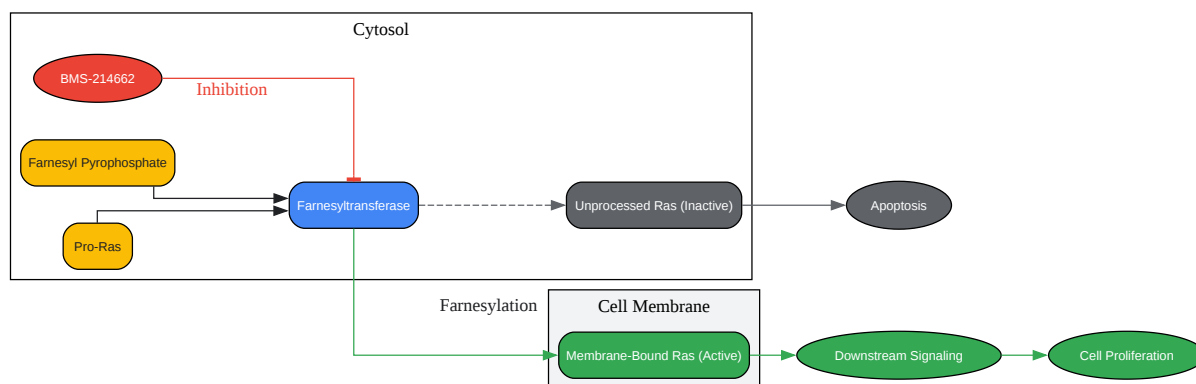 Cytosol
BMS-214662
Inhibition
Farnesyl Pyrophosphate
Farnesyltransferase
Unprocessed Ras (Inactive)
Apoptosis
Pro-Ras
Farnesylation
Cell Membrane
Membrane-Bound Ras (Active)
Downstream Signaling
Cell Proliferation